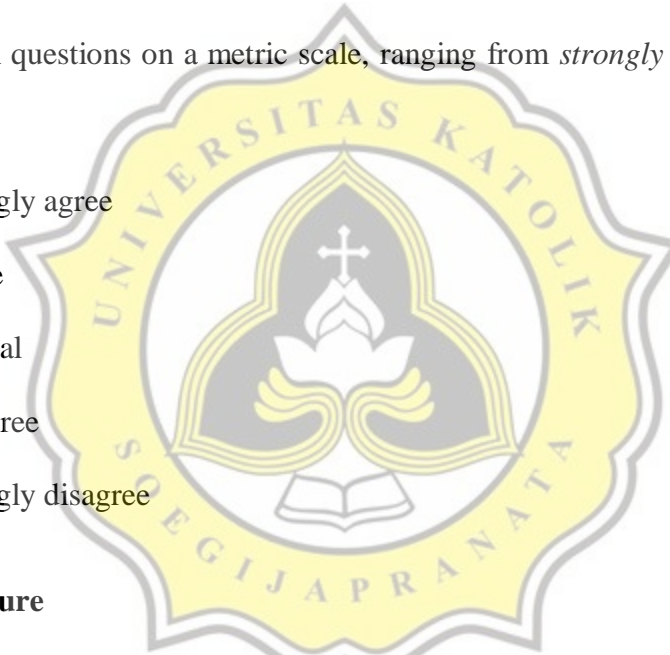 questions on a metric scale, ranging from strongly
UNIVERSITAS KATOLIK
gly agree
e
al
ree
gly disagree
SOEGIJAPRANATA
ure